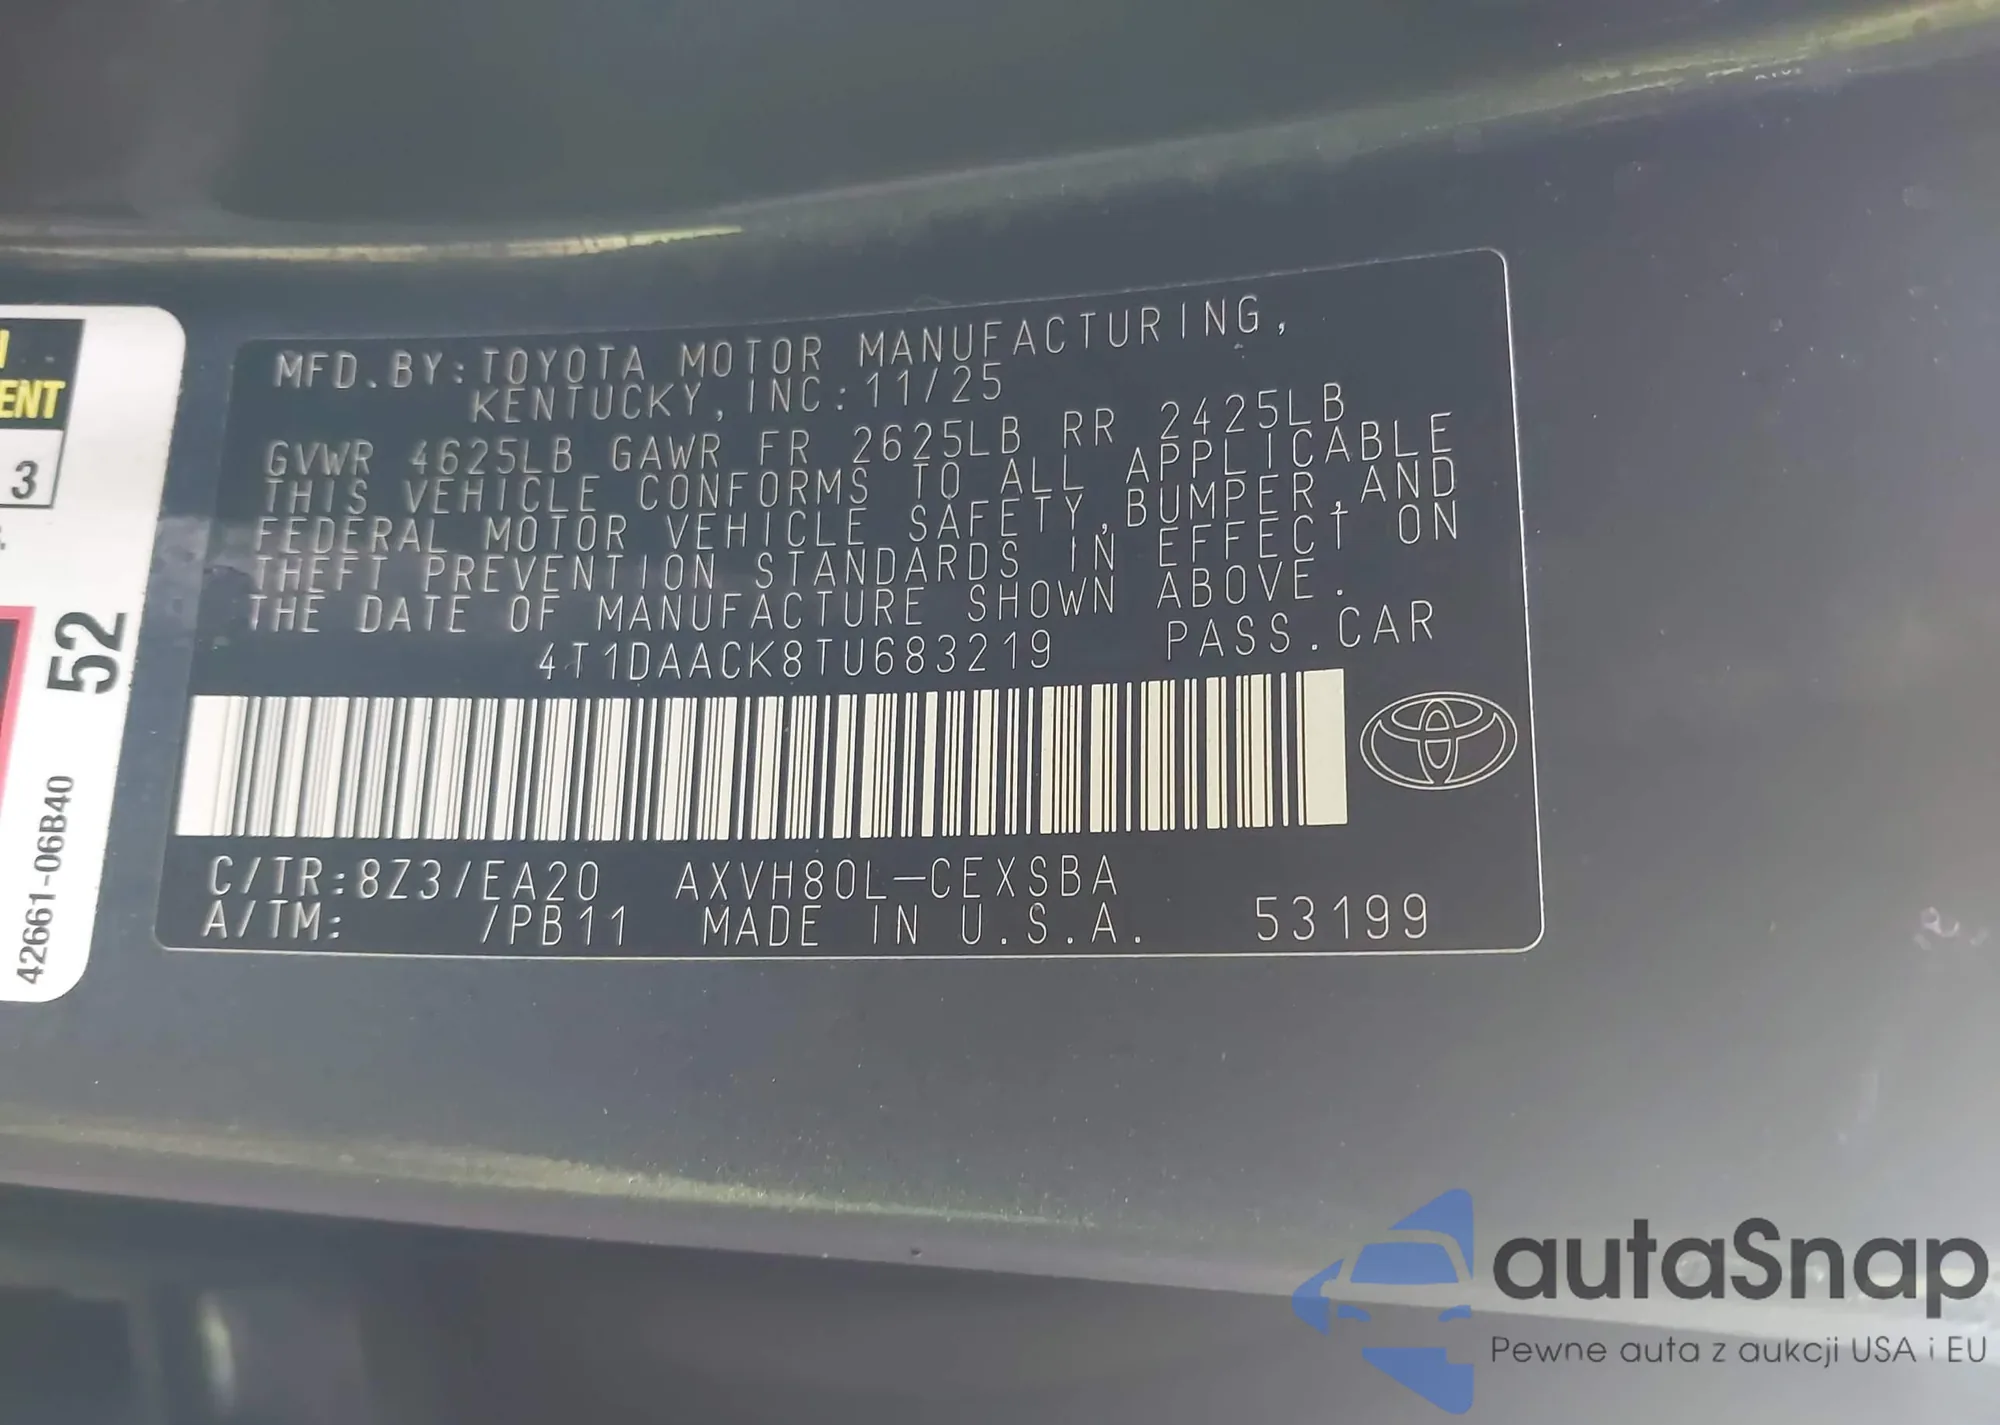 ENT
3
52
42661-06B40
MFD.BY:TOYOTA MOTOR MANUFACTURING,
KENTUCKY,INC:11/25
GVWR 4625LB GAWR FR 2625LB RR 2425LB
THIS VEHICLE CONFORMS TO ALL APPLICABLE
FEDERAL MOTOR VEHICLE SAFETY,BUMPER,AND
THEFT PREVENTION STANDARDS IN EFFECT ON
THE DATE OF MANUFACTURE SHOWN ABOVE.
4T1DAACK8TU683219 PASS.CAR
C/TR:8Z3/EA20 AXVH80L-CEXSBA
A/TM: /PB11 MADE IN U.S.A. 53199
autaSnap
Pewne auta z aukcji USA i EU